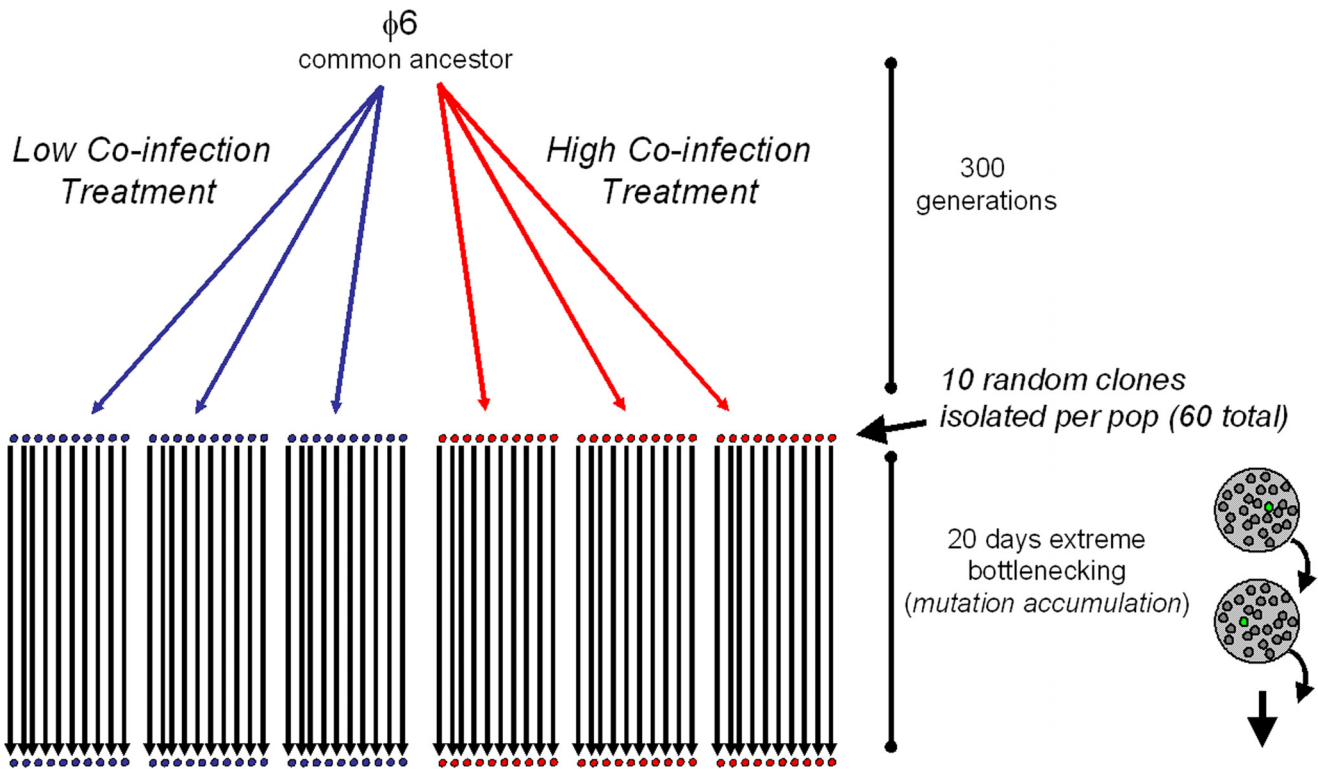 ϕ6
common ancestor
Low Co-infection
Treatment
High Co-infection
Treatment
300
generations
10 random clones
isolated per pop (60 total)
20 days extreme
bottlenecking
(mutation accumulation)